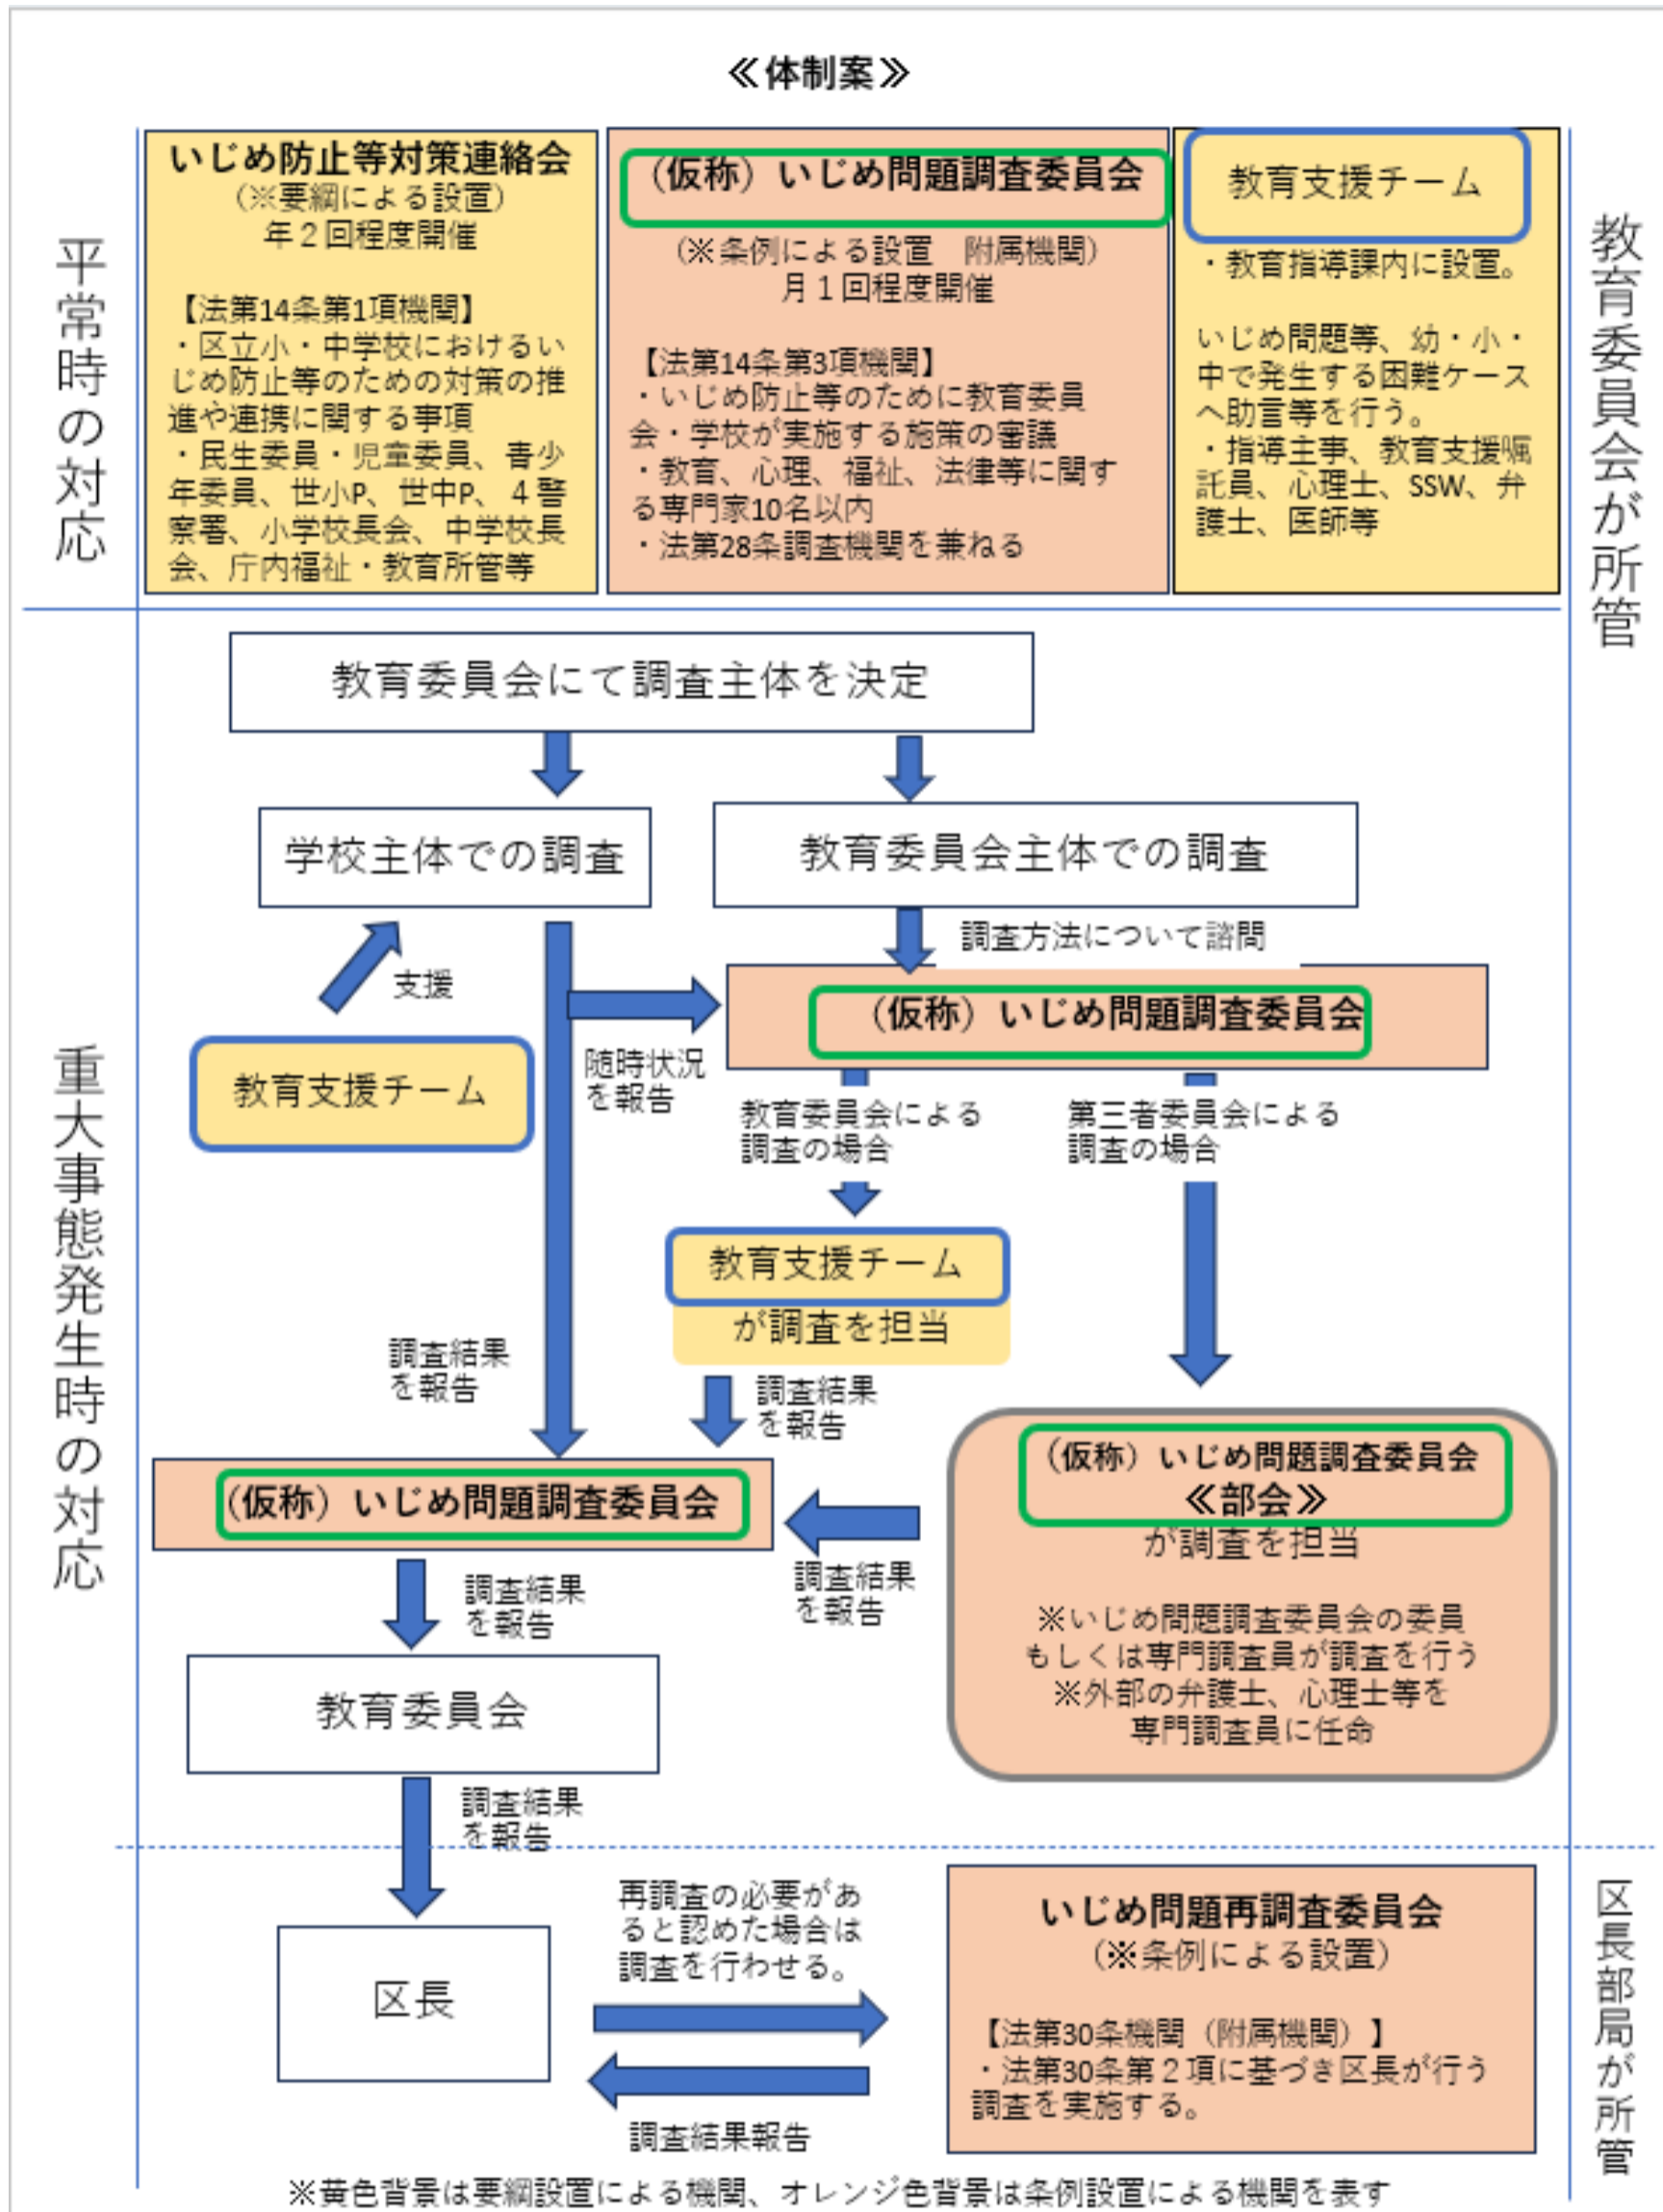 ≪体制案≫
平常時の対応
いじめ防止等対策連絡会
（※要綱による設置）
年２回程度開催
【法第14条第1項機関】
・区立小・中学校におけるい
じめ防止等のための対策の推
進や連携に関する事項
・民生委員・児童委員、青少
年委員、世小P、世中P、４警
察署、小学校長会、中学校長
会、庁内福祉・教育所管等
（仮称）いじめ問題調査委員会
（※条例による設置　附属機関）
月１回程度開催
【法第14条第3項機関】
・いじめ防止等のために教育委員
会・学校が実施する施策の審議
・教育、心理、福祉、法律等に関す
る専門家10名以内
・法第28条調査機関を兼ねる
教育支援チーム
・教育指導課内に設置。
いじめ問題等、幼・小・
中で発生する困難ケース
へ助言等を行う。
・指導主事、教育支援嘱
託員、心理士、SSW、弁
護士、医師等
教育委員会が所管
重大事態発生時の対応
教育委員会にて調査主体を決定
学校主体での調査
教育委員会主体での調査
調査方法について諮問
支援
（仮称）いじめ問題調査委員会
教育支援チーム
随時状況
を報告
教育委員会による
調査の場合
第三者委員会による
調査の場合
教育支援チーム
が調査を担当
調査結果
を報告
調査結果
を報告
（仮称）いじめ問題調査委員会
≪部会≫
が調査を担当
※いじめ問題調査委員会の委員
もしくは専門調査員が調査を行う
※外部の弁護士、心理士等を
専門調査員に任命
（仮称）いじめ問題調査委員会
調査結果
を報告
調査結果
を報告
教育委員会
調査結果
を報告
区長
再調査の必要があ
ると認めた場合は
調査を行わせる。
調査結果報告
いじめ問題再調査委員会
（※条例による設置）
【法第30条機関（附属機関）】
・法第30条第２項に基づき区長が行う
調査を実施する。
区長部局が所管
※黄色背景は要綱設置による機関、オレンジ色背景は条例設置による機関を表す